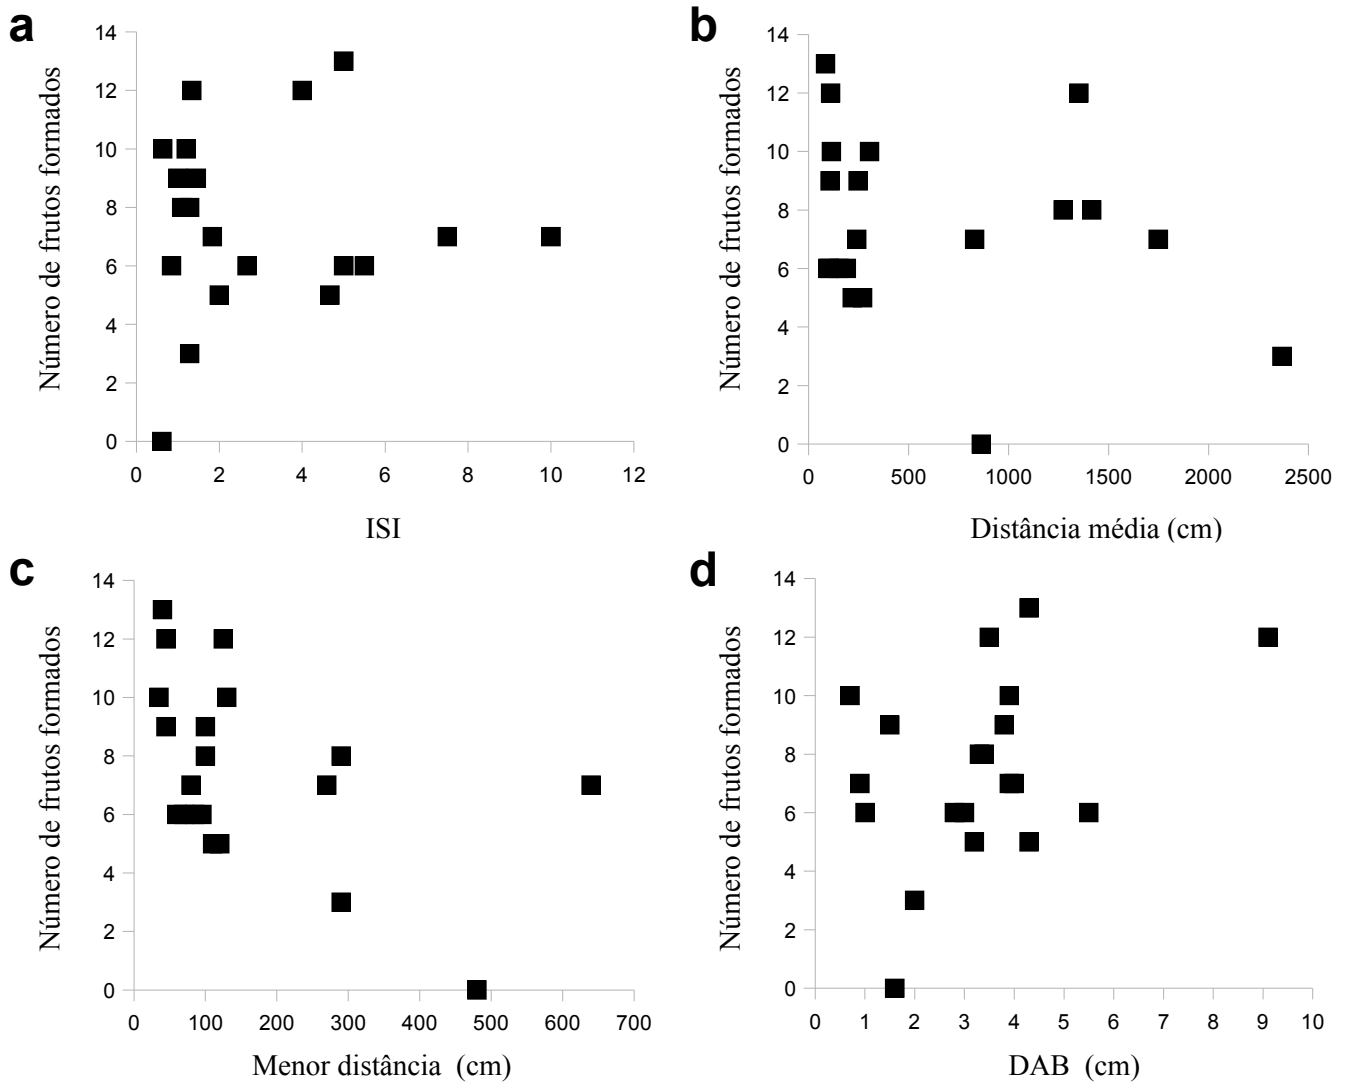 a
14
12
10
8
6
4
2
0
0 2 4 6 8 10 12
Número de frutos formados
ISI
b
14
12
10
8
6
4
2
0
0 500 1000 1500 2000 2500
Número de frutos formados
Distância média (cm)
c
14
12
10
8
6
4
2
0
0 100 200 300 400 500 600 700
Número de frutos formados
Menor distância (cm)
d
14
12
10
8
6
4
2
0
0 1 2 3 4 5 6 7 8 9 10
Número de frutos formados
DAB (cm)